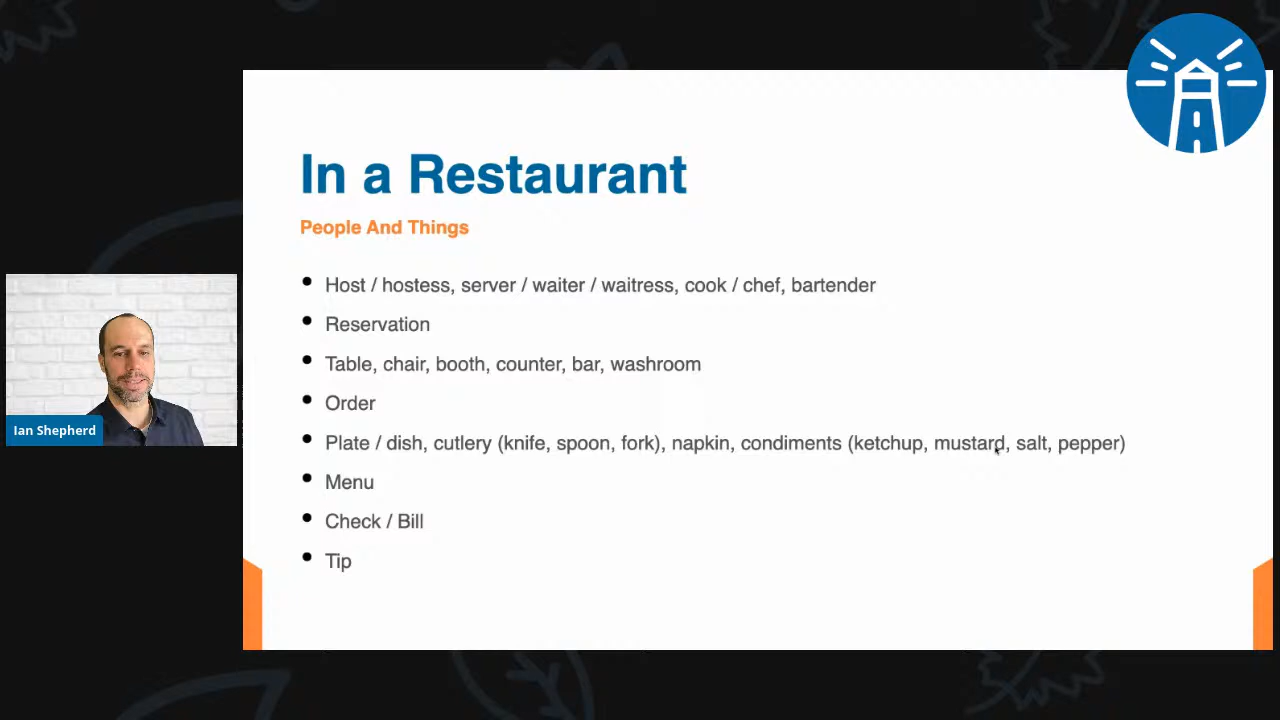 In a Restaurant
People And Things
Host / hostess, server / waiter / waitress, cook / chef, bartender
Reservation
Table, chair, booth, counter, bar, washroom
Order
Plate / dish, cutlery (knife, spoon, fork), napkin, condiments (ketchup, mustard, salt, pepper)
Menu
Check / Bill
Tip
Ian Shepherd